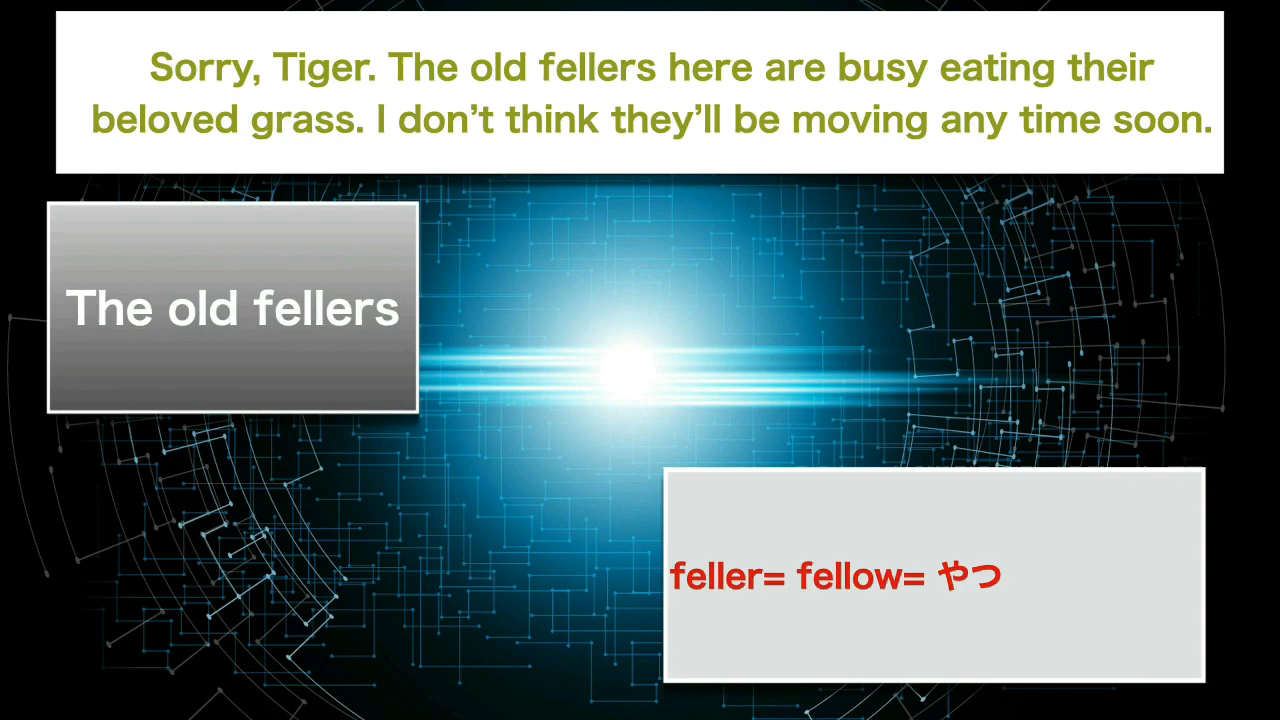 Sorry, Tiger. The old fellers here are busy eating their
beloved grass. I don’t think they’ll be moving any time soon.
The old fellers
feller= fellow= やつ